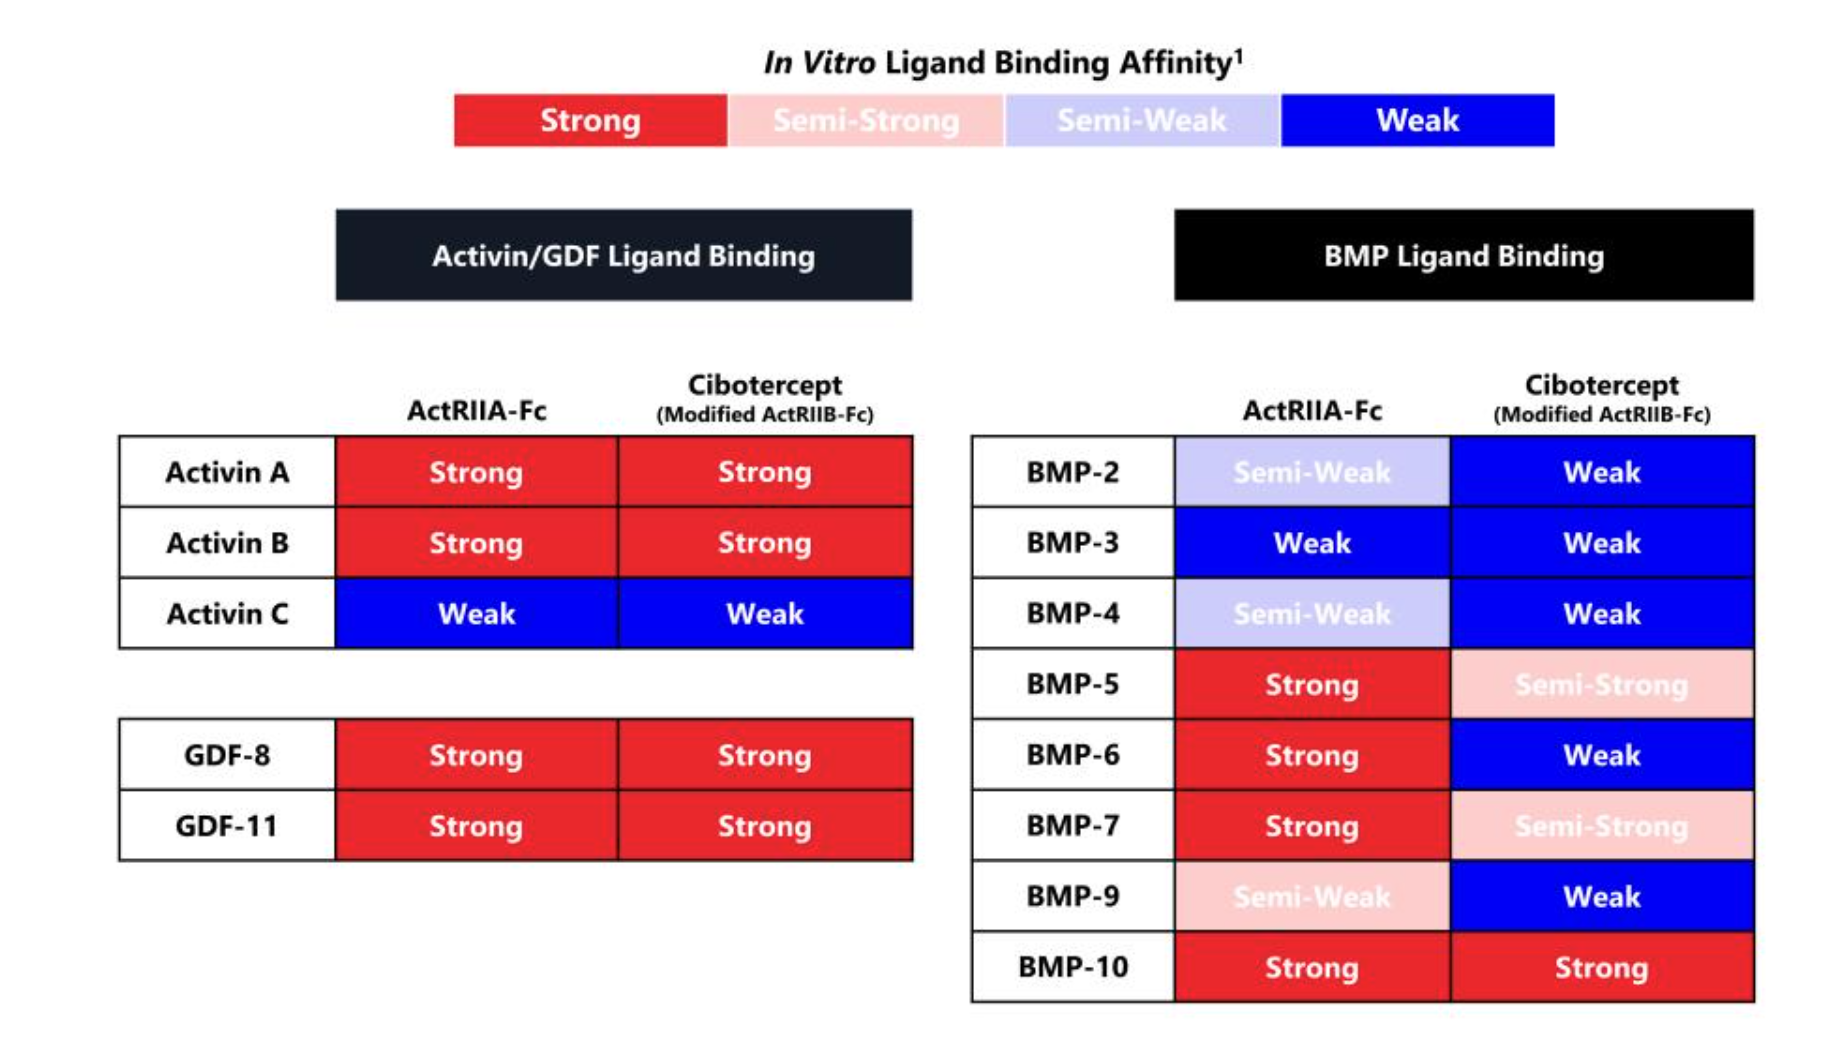 In Vitro Ligand Binding Affinity¹
Strong Semi-Strong Semi-Weak Weak
Activin/GDF Ligand Binding
ActRIIA-Fc Cibotercept
(Modified ActRIIB-Fc)
Activin A Strong Strong
Activin B Strong Strong
Activin C Weak Weak
GDF-8 Strong Strong
GDF-11 Strong Strong
BMP Ligand Binding
ActRIIA-Fc Cibotercept
(Modified ActRIIB-Fc)
BMP-2 Semi-Weak Weak
BMP-3 Weak Weak
BMP-4 Semi-Weak Weak
BMP-5 Strong Semi-Strong
BMP-6 Strong Weak
BMP-7 Strong Semi-Strong
BMP-9 Semi-Weak Weak
BMP-10 Strong Strong